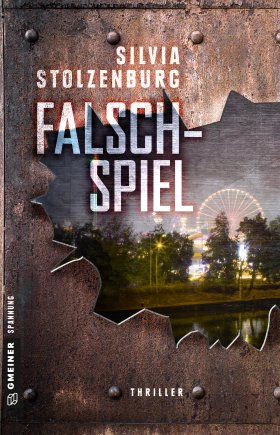 SILVIA
STOLZENBURG
FALSCH-
SPIEL
THRILLER
GMEINER SPANNUNG